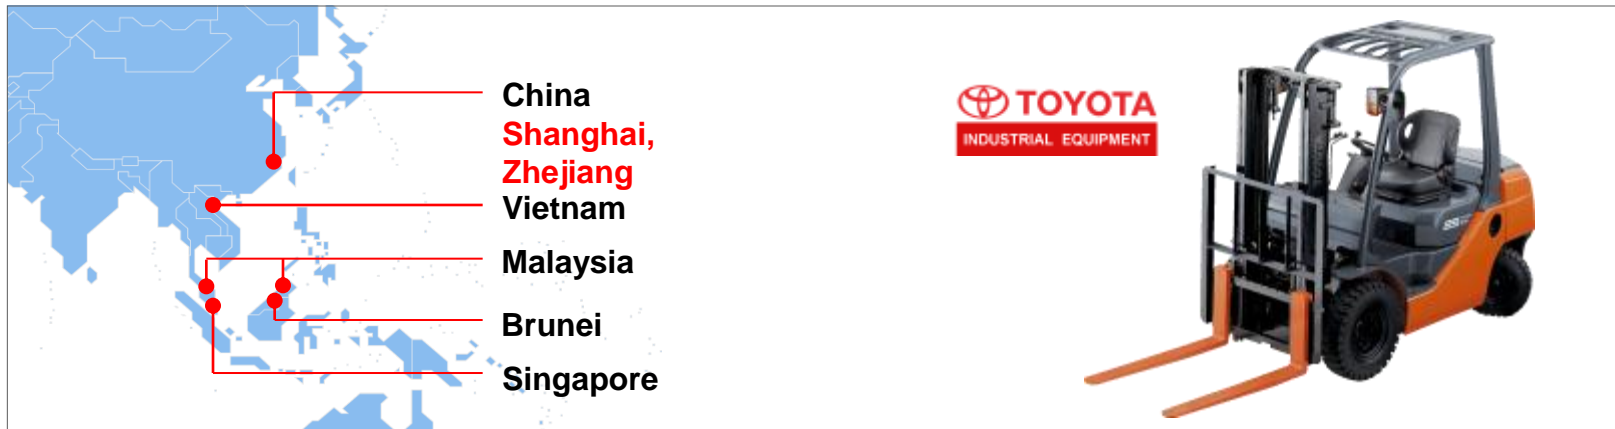 China
Shanghai,
Zhejiang
Vietnam
Malaysia
Brunei
Singapore
TOYOTA
INDUSTRIAL EQUIPMENT